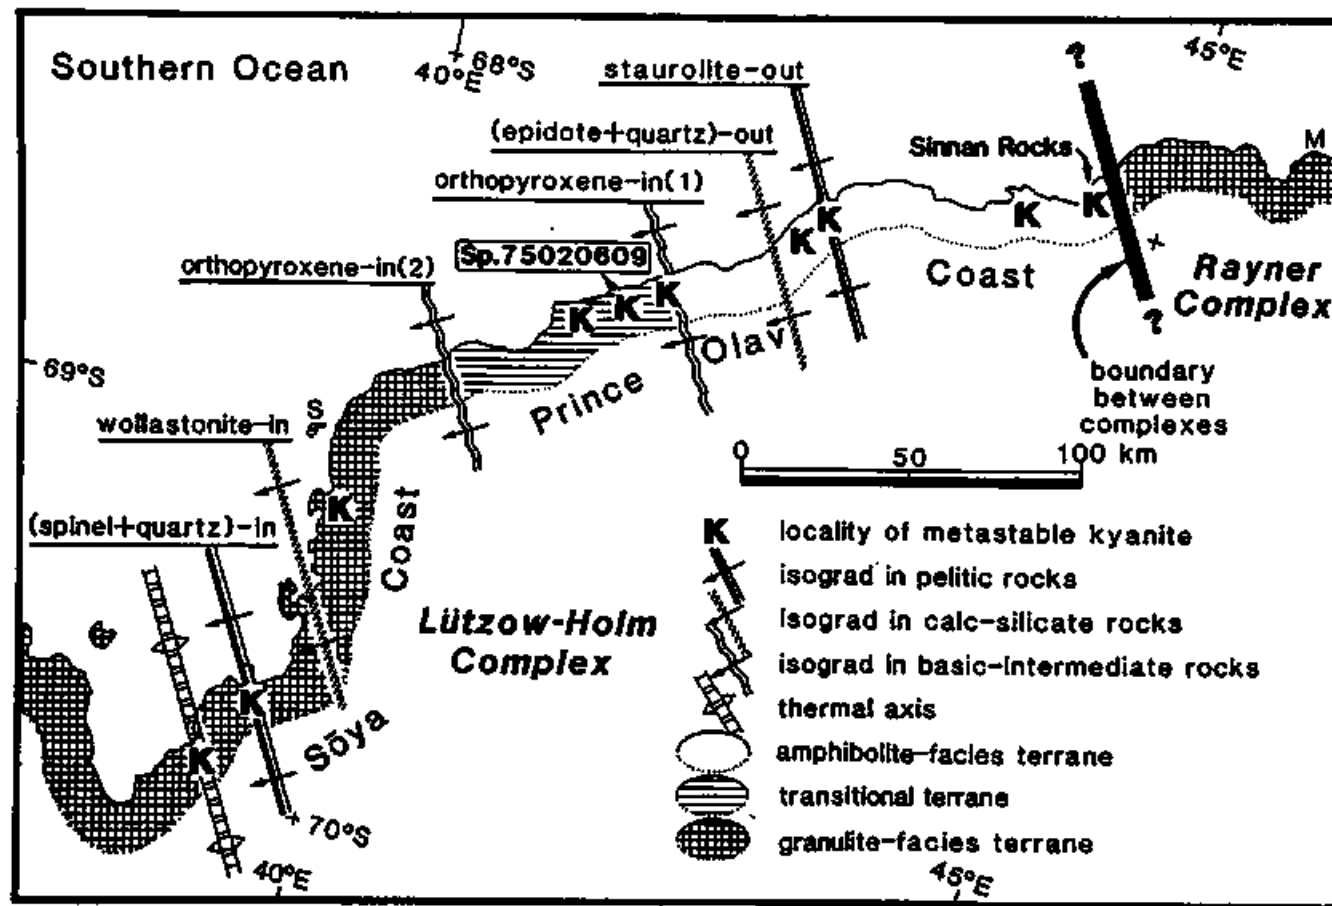 Southern Ocean
40°E
68°S
45°E
staurolite-out
(epidote+quartz)-out
orthopyroxene-in(1)
orthopyroxene-in(2)
Sp.75020609
Sinnan Rocks
M
?
?
K
K
K
K
K
K
K
K
K
K
Coast
Rayner
Complex
Prince Olav
69°S
boundary
between
complexes
0 50 100 km
wollastonite-in
S
(spinel+quartz)-in
Coast
Sōya
Lützow-Holm
Complex
70°S
40°E
45°E
K locality of metastable kyanite
isograd in pelitic rocks
isograd in calc-silicate rocks
isograd in basic-intermediate rocks
thermal axis
amphibolite-facies terrane
transitional terrane
granulite-facies terrane